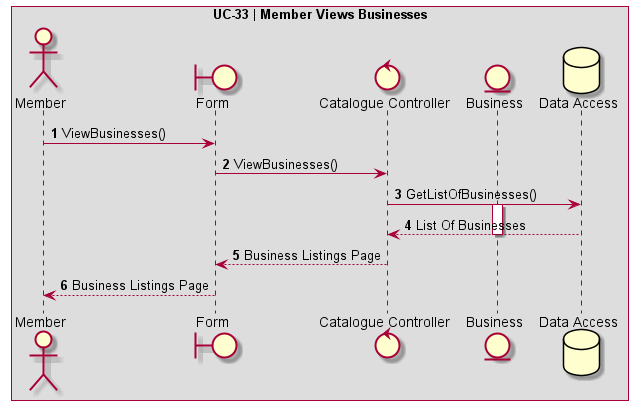 UC-33 | Member Views Businesses
Member Form Catalogue Controller Business Data Access
1 ViewBusinesses()
2 ViewBusinesses()
3 GetListOfBusinesses()
4 List Of Businesses
5 Business Listings Page
6 Business Listings Page
Member Form Catalogue Controller Business Data Access